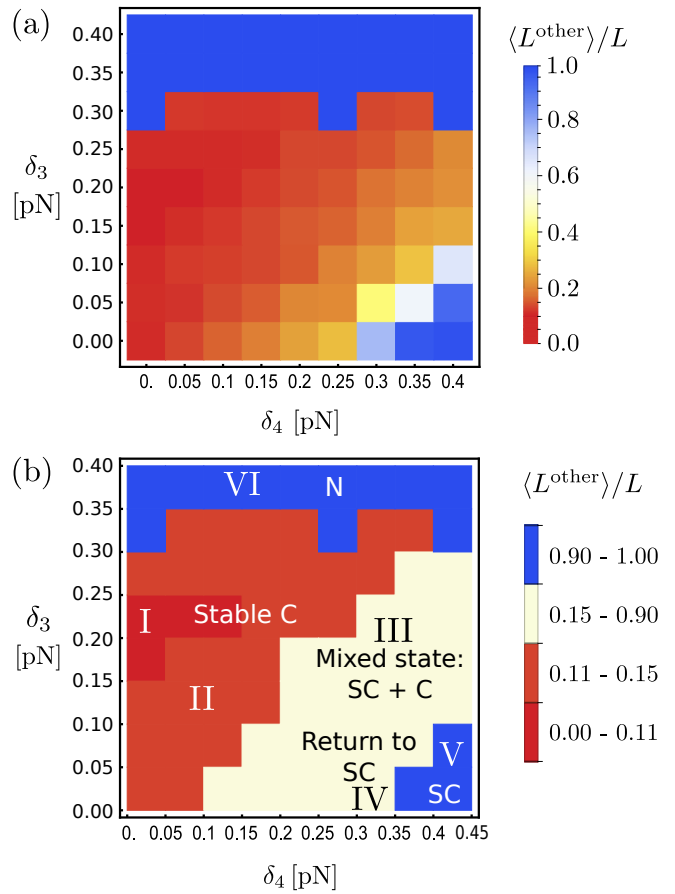 (a)
⟨L^other⟩/L
0.40
0.30
0.25
0.20
0.15
0.10
0.05
0.00
δ3
[pN]
0. 0.05 0.1 0.15 0.2 0.25 0.3 0.35 0.4
δ4 [pN]
1.0
0.8
0.6
0.4
0.2
0.0
(b)
⟨L^other⟩/L
0.40
0.35
0.30
0.25
0.20
0.15
0.10
0.05
0.00
δ3
[pN]
VI N
I Stable C
III
II
Mixed state:
SC + C
Return to
SC
V
IV
SC
0. 0.05 0.1 0.15 0.2 0.25 0.3 0.35 0.4 0.45
δ4 [pN]
0.90 - 1.00
0.15 - 0.90
0.11 - 0.15
0.00 - 0.11